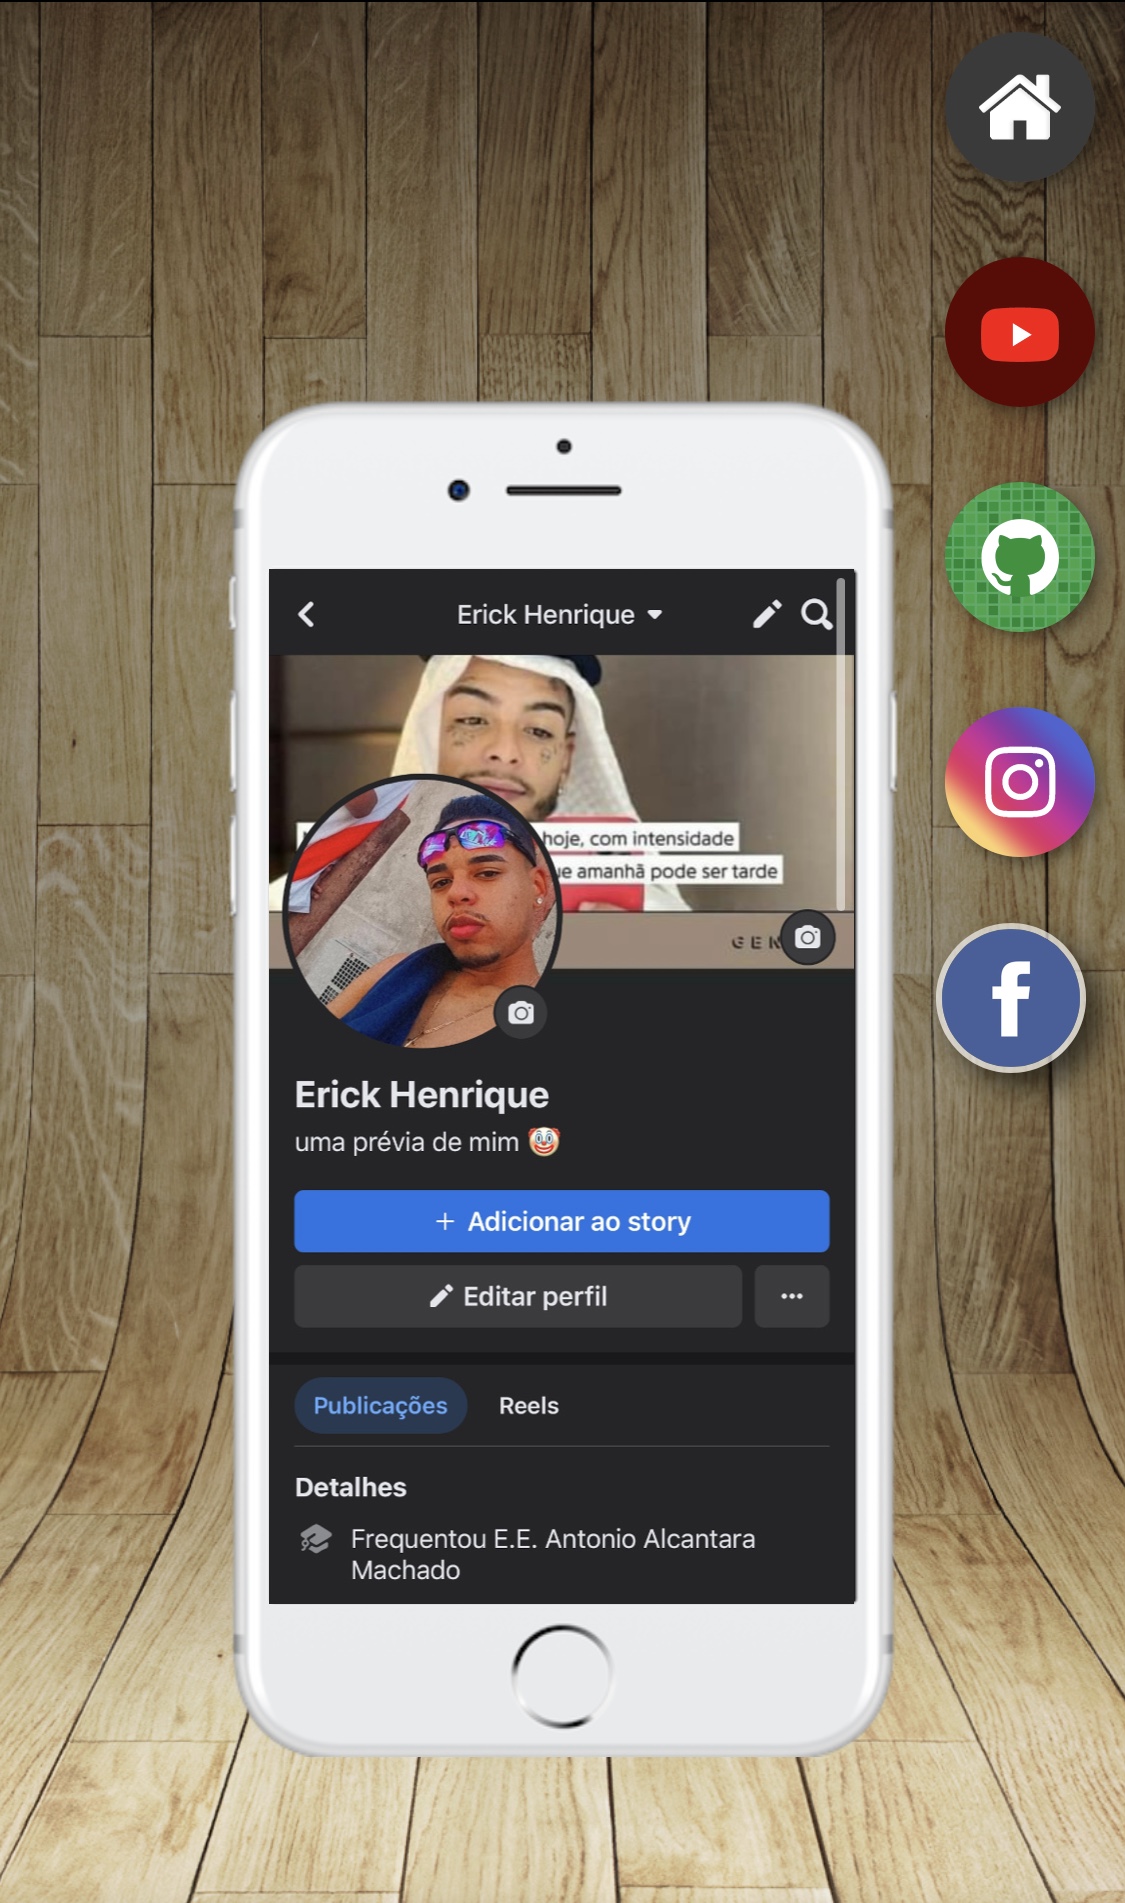 Erick Henrique
hoje, com intensidade
ue amanhã pode ser tarde
GEN
Erick Henrique
uma prévia de mim 🤡
+ Adicionar ao story
Editar perfil
Publicações
Reels
Detalhes
Frequentou E.E. Antonio Alcantara
Machado